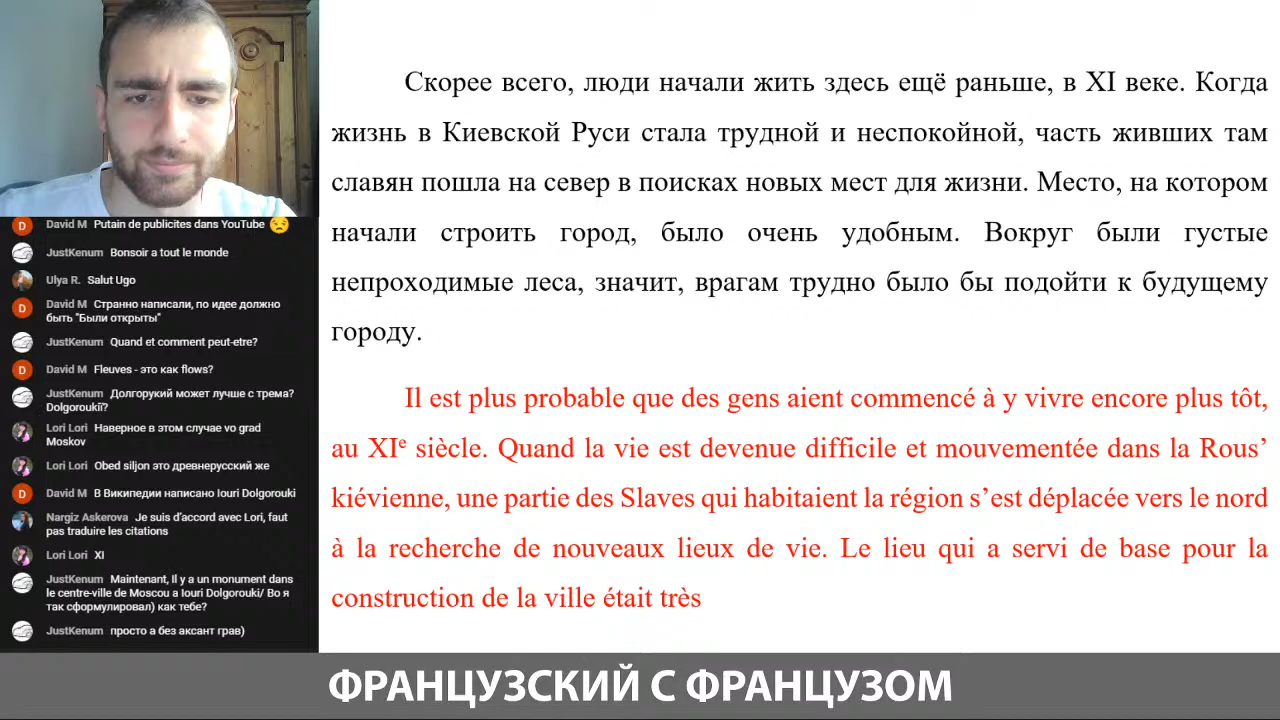 David M Putain de publicites dans YouTube
JustKenum Bonsoir a tout le monde
Ulya R. Salut Ugo
David M Странно написали, по идее должно
быть "Были открыты"
JustKenum Quand et comment peut-etre?
David M Fleuves - это как flows?
JustKenum Долгорукий может лучше с трема?
Dolgoroukiï?
Lori Lori Наверное в этом случае vo grad
Moskov
Lori Lori Obed siljon это древнерусский же
David M В Википедии написано Iouri Dolgorouki
Nargiz Askerova Je suis d'accord avec Lori, faut
pas traduire les citations
Lori Lori XI
JustKenum Maintenant, Il y a un monument dans
le centre-ville de Moscou a Iouri Dolgorouki/ Во я
так сформулировал) как тебе?
JustKenum просто а без аксант грав)
Скорее всего, люди начали жить здесь ещё раньше, в XI веке. Когда
жизнь в Киевской Руси стала трудной и неспокойной, часть живших там
славян пошла на север в поисках новых мест для жизни. Место, на котором
начали строить город, было очень удобным. Вокруг были густые
непроходимые леса, значит, врагам трудно было бы подойти к будущему
городу.
Il est plus probable que des gens aient commencé à y vivre encore plus tôt,
au XIe siècle. Quand la vie est devenue difficile et mouvementée dans la Rous’
kiévienne, une partie des Slaves qui habitaient la région s’est déplacée vers le nord
à la recherche de nouveaux lieux de vie. Le lieu qui a servi de base pour la
construction de la ville était très
ФРАНЦУЗСКИЙ С ФРАНЦУЗОМ